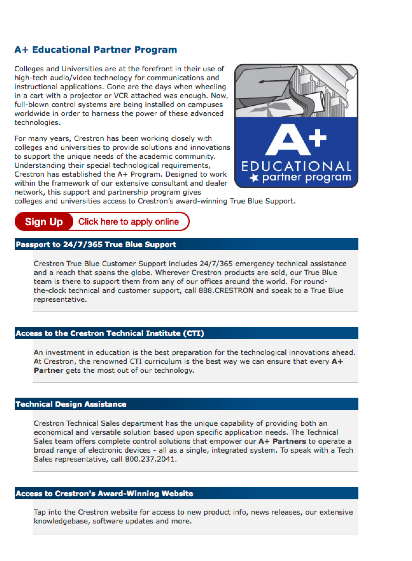 A+ Educational Partner Program
Colleges and Universities are at the forefront in their use of
high-tech audio/video technology for communications and
instructional applications. Gone are the days when wheeling
in a cart with a projector or VCR attached was enough. Now,
full-blown control systems are being installed on campuses
worldwide in order to harness the power of these advanced
technologies.
For many years, Crestron has been working closely with
colleges and universities to provide solutions and innovations
to support the unique needs of the academic community.
Understanding their special technological requirements,
Crestron has established the A+ Program. Designed to work
within the framework of our extensive consultant and dealer
network, this support and partnership program gives
colleges and universities access to Crestron's award-winning True Blue Support.
A+
EDUCATIONAL
partner program
Sign Up Click here to apply online
Passport to 24/7/365 True Blue Support
Crestron True Blue Customer Support includes 24/7/365 emergency technical assistance
and a reach that spans the globe. Wherever Crestron products are sold, our True Blue
team is there to support them from any of our offices around the world. For round-
the-clock technical and customer support, call 888.CRESTRON and speak to a True Blue
representative.
Access to the Crestron Technical Institute (CTI)
An investment in education is the best preparation for the technological innovations ahead.
At Crestron, the renowned CTI curriculum is the best way we can ensure that every A+
Partner gets the most out of our technology.
Technical Design Assistance
Crestron Technical Sales department has the unique capability of providing both an
economical and versatile solution based upon specific application needs. The Technical
Sales team offers complete control solutions that empower our A+ Partners to operate a
broad range of electronic devices - all as a single, integrated system. To speak with a Tech
Sales representative, call 800.237.2041.
Access to Crestron's Award-Winning Website
Tap into the Crestron website for access to new product info, news releases, our extensive
knowledgebase, software updates and more.